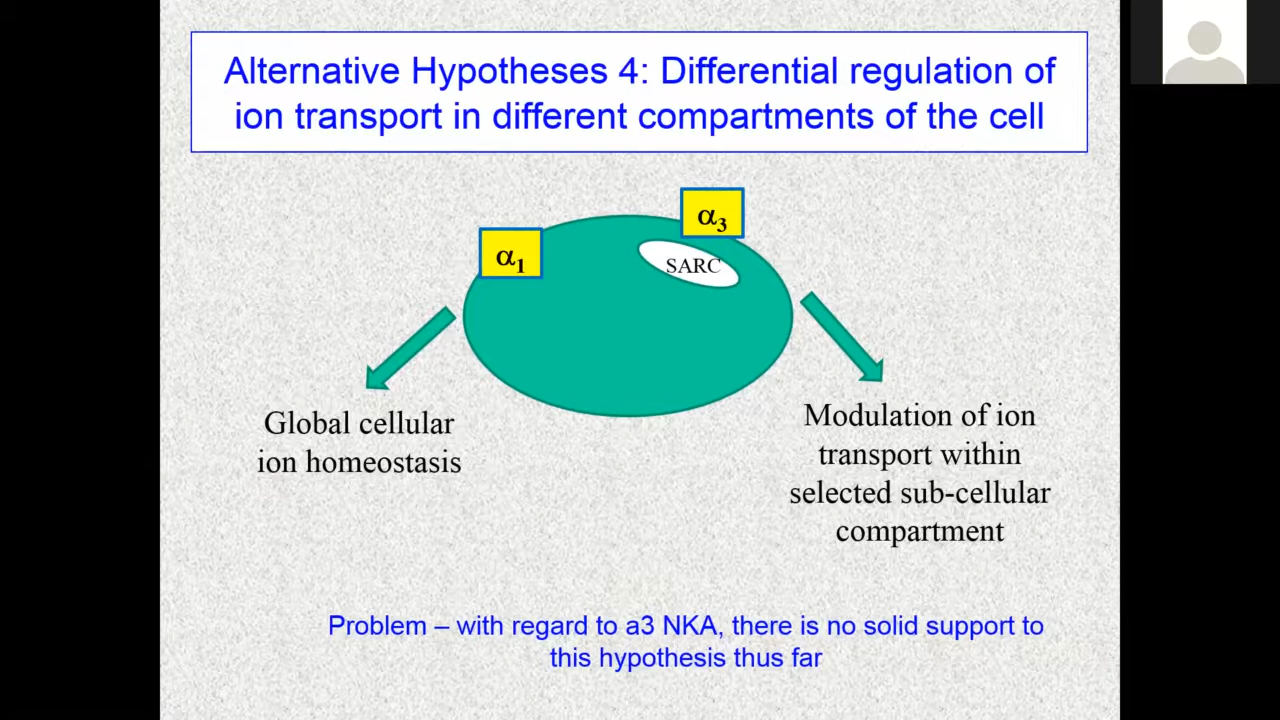 Alternative Hypotheses 4: Differential regulation of
ion transport in different compartments of the cell
α1
α3
SARC
Global cellular
ion homeostasis
Modulation of ion
transport within
selected sub-cellular
compartment
Problem – with regard to a3 NKA, there is no solid support to
this hypothesis thus far